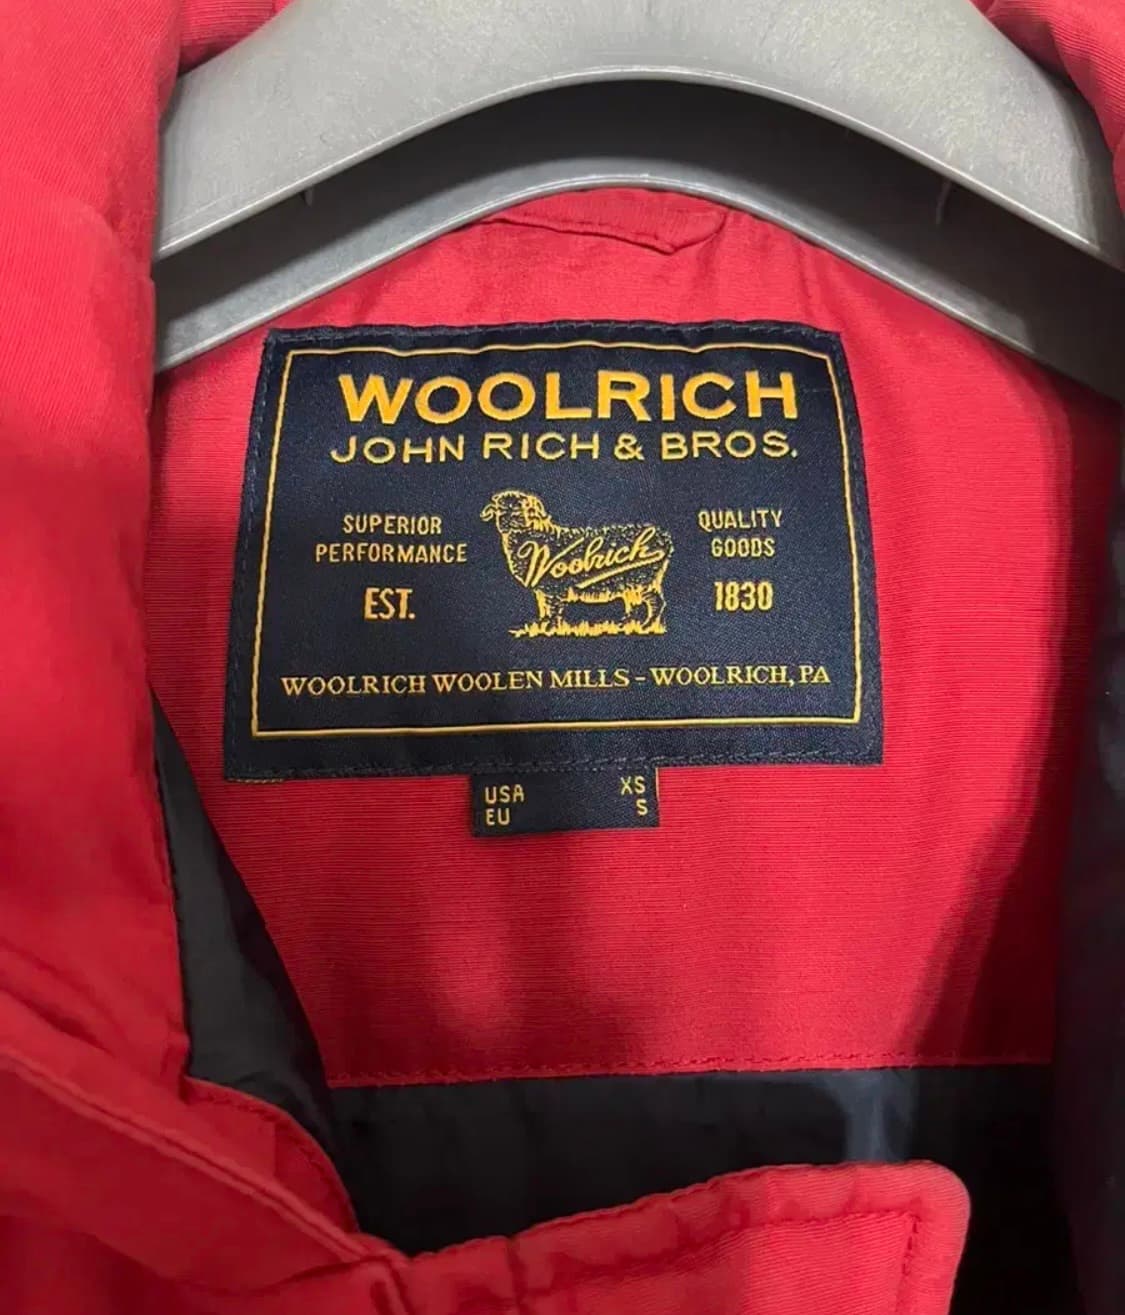 WOOLRICH
JOHN RICH & BROS.
SUPERIOR
PERFORMANCE
EST.
Woolrich
QUALITY
GOODS
1830
WOOLRICH WOOLEN MILLS - WOOLRICH, PA
USA XS
EU S